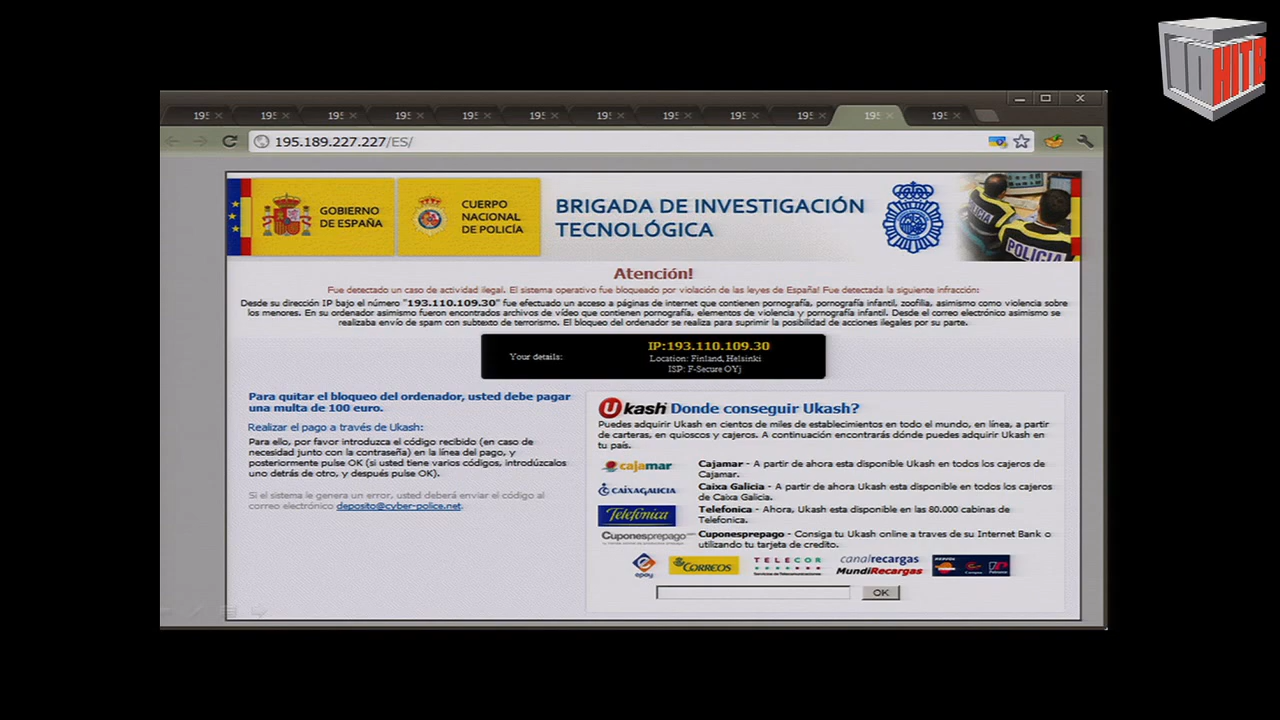 HITB
195
195
195
195
195
195
195
195
195
195
195
195
195.189.227.227/ES/
GOBIERNO
DE ESPAÑA
CUERPO
NACIONAL
DE POLICÍA
BRIGADA DE INVESTIGACIÓN
TECNOLÓGICA
POLICIA
Atención!
Fue detectado un caso de actividad ilegal. El sistema operativo fue bloqueado por violación de las leyes de España! Fue detectada la siguiente infracción:
Desde su dirección IP bajo el número "193.110.109.30" fue efectuado un acceso a páginas de internet que contienen pornografía, pornografía infantil, zoofilia, asimismo como violencia sobre
los menores. En su ordenador asimismo fueron encontrados archivos de vídeo que contienen pornografía, elementos de violencia y pornografía infantil. Desde el correo electrónico asimismo se
realizaba envío de spam con subtexto de terrorismo. El bloqueo del ordenador se realiza para suprimir la posibilidad de acciones ilegales por su parte.
Your details:
IP:193.110.109.30
Location: Finland, Helsinki
ISP: F-Secure OYj
Para quitar el bloqueo del ordenador, usted debe pagar
una multa de 100 euro.
Realizar el pago a través de Ukash:
Para ello, por favor introduzca el código recibido (en caso de
necesidad junto con la contraseña) en la línea del pago, y
posteriormente pulse OK (si usted tiene varios códigos, introdúzcalos
uno detrás de otro, y después pulse OK).
Si el sistema le genera un error, usted deberá enviar el código al
correo electrónico deposito@cyber-police.net.
Ukash Donde conseguir Ukash?
Puedes adquirir Ukash en cientos de miles de establecimientos en todo el mundo, en línea, a partir
de carteras, en quioscos y cajeros. A continuación encontrarás dónde puedes adquirir Ukash en
tu país.
cajamar
Cajamar - A partir de ahora esta disponible Ukash en todos los cajeros de
Cajamar.
CAIXAGALICIA
Caixa Galicia - A partir de ahora Ukash esta disponible en todos los cajeros
de Caixa Galicia.
Telefónica
Telefonica - Ahora, Ukash esta disponible en las 80.000 cabinas de
Telefonica.
Cuponesprepago
Cuponesprepago - Consiga tu Ukash online a traves de su Internet Bank o
utilizando tu tarjeta de credito.
epay
CORREOS
TELECOR
canalrecargas
MundiRecargas
OK